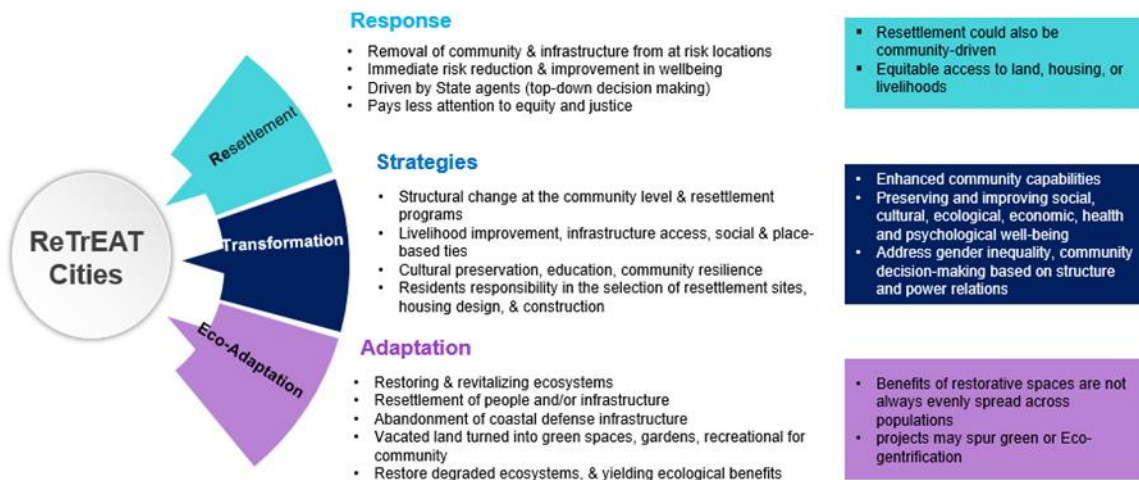 ReTrEAT
Cities
Resettlement
Transformation
Eco-Adaptation
Response
• Removal of community & infrastructure from at risk locations
• Immediate risk reduction & improvement in wellbeing
• Driven by State agents (top-down decision making)
• Pays less attention to equity and justice
▪ Resettlement could also be
community-driven
▪ Equitable access to land, housing, or
livelihoods
Strategies
• Structural change at the community level & resettlement
programs
• Livelihood improvement, infrastructure access, social & place-
based ties
• Cultural preservation, education, community resilience
• Residents responsibility in the selection of resettlement sites,
housing design, & construction
• Enhanced community capabilities
• Preserving and improving social,
cultural, ecological, economic, health
and psychological well-being
• Address gender inequality, community
decision-making based on structure
and power relations
Adaptation
• Restoring & revitalizing ecosystems
• Resettlement of people and/or infrastructure
• Abandonment of coastal defense infrastructure
• Vacated land turned into green spaces, gardens, recreational for
community
• Restore degraded ecosystems, & yielding ecological benefits
• Benefits of restorative spaces are not
always evenly spread across
populations
• projects may spur green or Eco-
gentrification